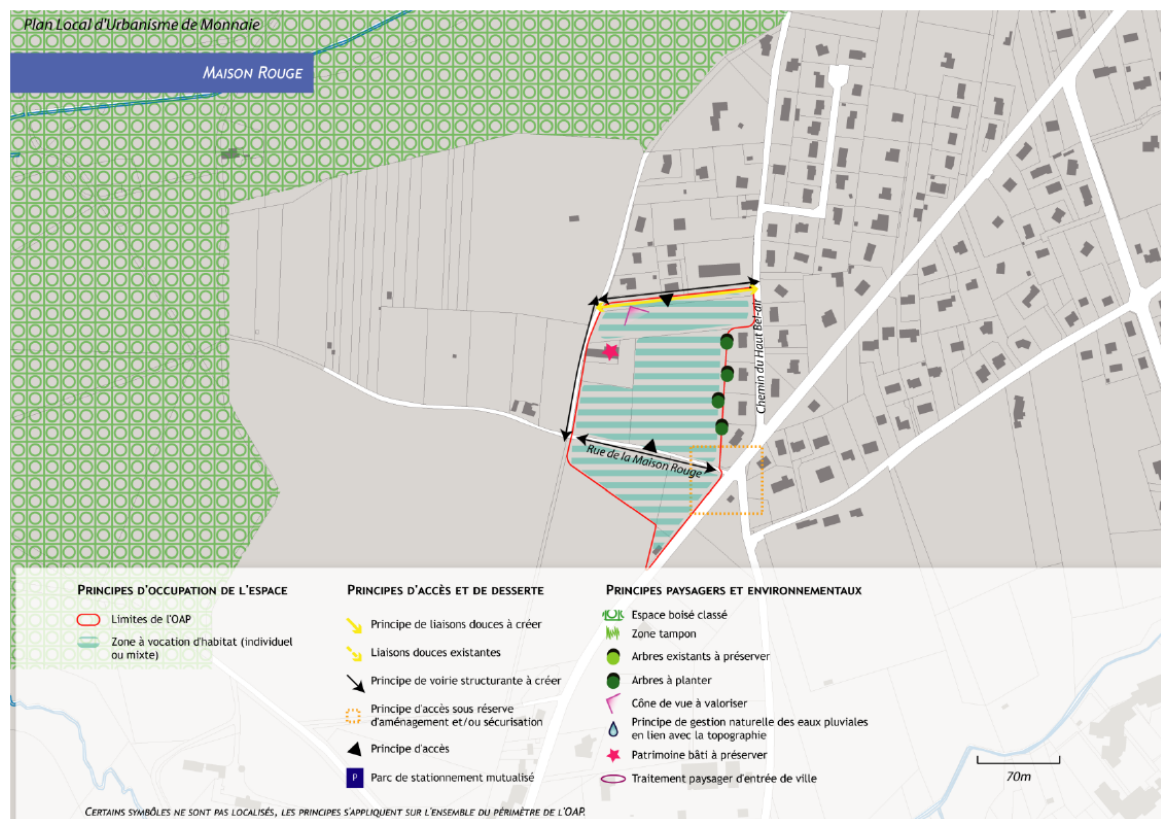 Plan Local d'Urbanisme de Monnaie
MAISON ROUGE
Chemin du Haut Bel-air
Rue de la Maison Rouge
PRINCIPES D'OCCUPATION DE L'ESPACE
Limites de l'OAP
Zone à vocation d'habitat (individuel
ou mixte)
PRINCIPES D'ACCÈS ET DE DESSERTE
Principe de liaisons douces à créer
Liaisons douces existantes
Principe de voirie structurante à créer
Principe d'accès sous réserve
d'aménagement et/ou sécurisation
Principe d'accès
P
Parc de stationnement mutualisé
PRINCIPES PAYSAGERS ET ENVIRONNEMENTAUX
Espace boisé classé
Zone tampon
Arbres existants à préserver
Arbres à planter
Cône de vue à valoriser
Principe de gestion naturelle des eaux pluviales
en lien avec la topographie
Patrimoine bâti à préserver
Traitement paysager d'entrée de ville
70m
CERTAINS SYMBÔLES NE SONT PAS LOCALISÉS, LES PRINCIPES S'APPLIQUENT SUR L'ENSEMBLE DU PÉRIMÈTRE DE L'OAP.